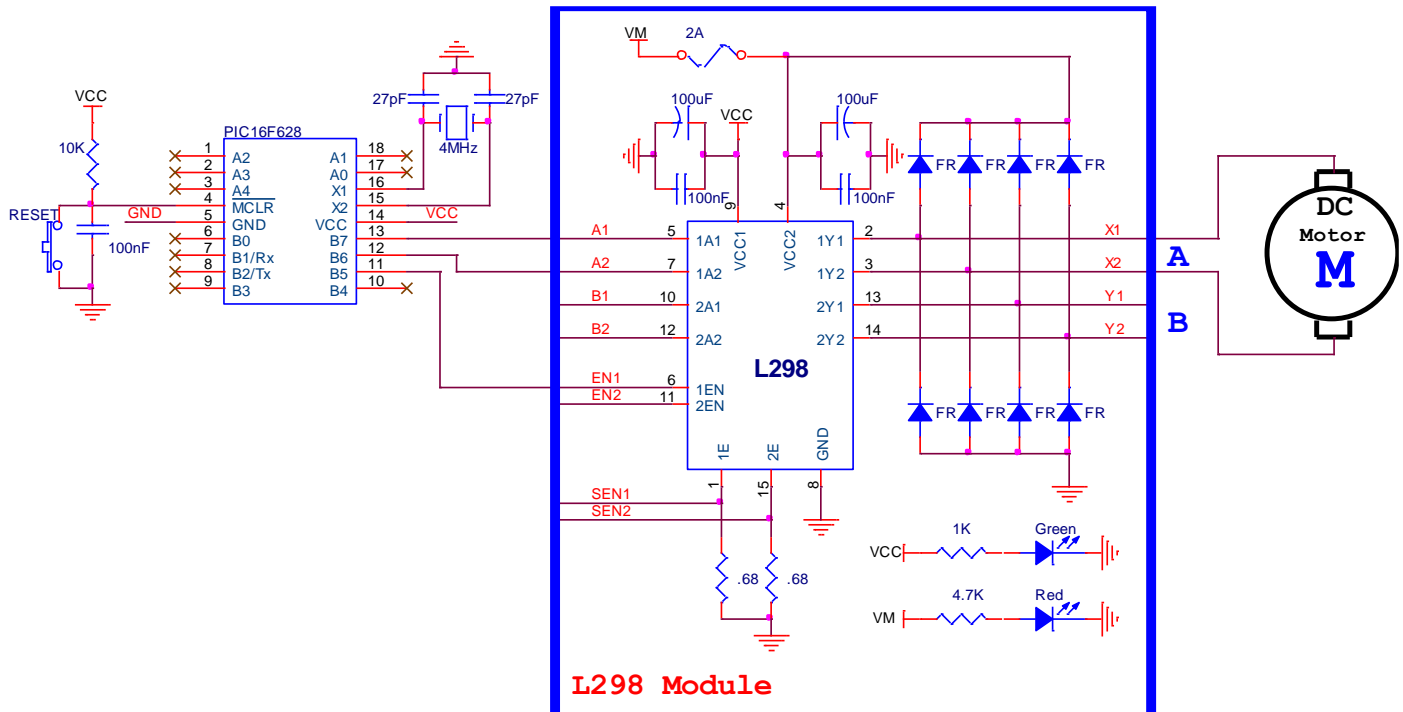 VM
2A
VCC
10K
RESET
100nF
27pF
27pF
4MHz
PIC16F628
1 A2
2 A3
3 A4
4 MCLR
GND 5 GND
6 B0
7 B1/Rx
8 B2/Tx
9 B3
A1 18
A0 17
X1 16
X2 15
VCC 14 VCC
B7 13
B6 12
B5 11
B4 10
100uF
VCC
100uF
100nF
100nF
9 VCC1
4 VCC2
A1 5 1A1
A2 7 1A2
B1 10 2A1
B2 12 2A2
EN1 6 1EN
EN2 11 2EN
L298
1Y1 2 X1
1Y2 3 X2
2Y1 13 Y1
2Y2 14 Y2
1E 1
2E 15
GND 8
SEN1
SEN2
.68
.68
FR FR FR FR
FR FR FR FR
A
B
DC
Motor
M
VCC 1K Green
VM 4.7K Red
L298 Module